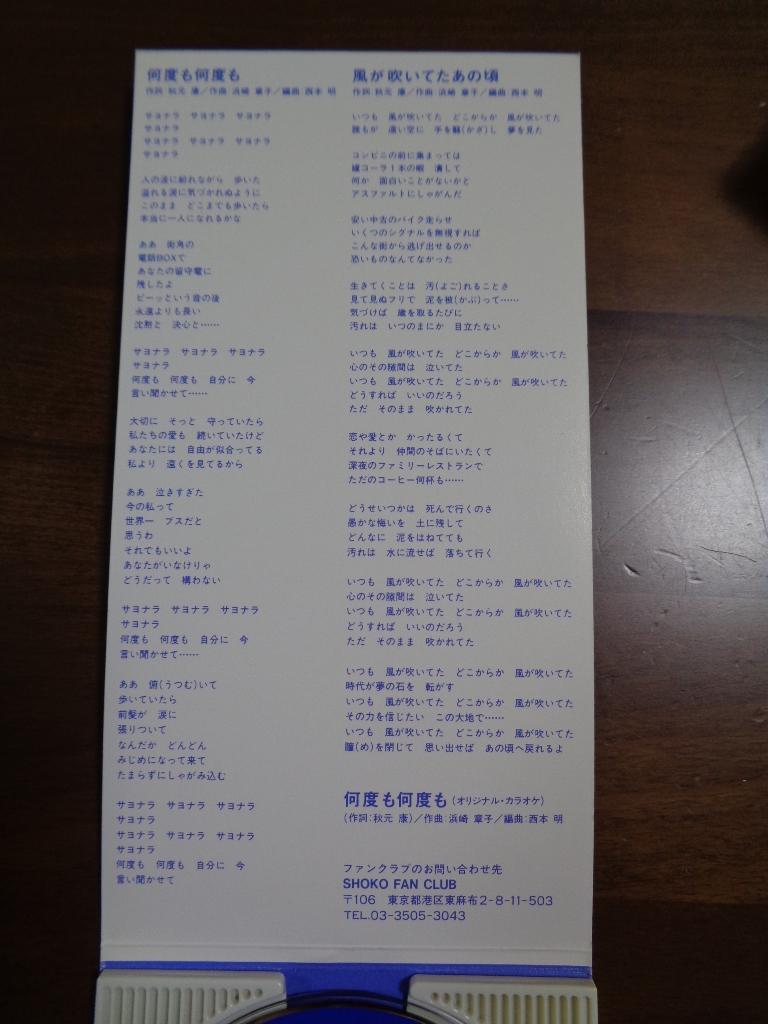 何度も何度も
作詞:秋元 康／作曲:浜崎 章子／編曲:西本 明
サヨナラ　サヨナラ　サヨナラ
サヨナラ
サヨナラ　サヨナラ　サヨナラ
サヨナラ
人の波に紛れながら　歩いた
溢れる涙に気づかれぬように
このまま　どこまでも歩いたら
本当に一人になれるかな
ああ　街角の
電話BOXで
あなたの留守電に
残したよ
ピーッという音の後
永遠よりも長い
沈黙と　決心と……
サヨナラ　サヨナラ　サヨナラ
サヨナラ
何度も　何度も　自分に　今
言い聞かせて……
大切に　そっと　守っていたら
私たちの愛も　続いていたけど
あなたには　自由が似合ってる
私より　遠くを見てるから
ああ　泣きすぎた
今の私って
世界一　ブスだと
思うわ
それでもいいよ
あなたがいなけりゃ
どうだって　構わない
サヨナラ　サヨナラ　サヨナラ
サヨナラ
何度も　何度も　自分に　今
言い聞かせて……
ああ　俯(うつむ)いて
歩いていたら
前髪が　涙に
張りついて
なんだか　どんどん
みじめになって来て
たまらずにしゃがみ込む
サヨナラ　サヨナラ　サヨナラ
サヨナラ
サヨナラ　サヨナラ　サヨナラ
サヨナラ
何度も　何度も　自分に　今
言い聞かせて
風が吹いてたあの頃
作詞:秋元 康／作曲:浜崎 章子／編曲:西本 明
いつも　風が吹いてた　どこからか　風が吹いてた
誰もが　遠い空に　手を翳(かざ)し　夢を見た
コンビニの前に集まっては
缶コーラ1本の暇　潰して
何か　面白いことがないかと
アスファルトにしゃがんだ
安い中古のバイク走らせ
いくつのシグナルを無視すれば
こんな街から逃げ出せるのか
恐いものなんてなかった
生きてくことは　汚(よご)れることさ
見て見ぬフリで　泥を被(かぶ)って……
気づけば　歳を取るたびに
汚れは　いつのまにか　目立たない
いつも　風が吹いてた　どこからか　風が吹いてた
心のその隙間は　泣いてた
いつも　風が吹いてた　どこからか　風が吹いてた
どうすれば　いいのだろう
ただ　そのまま　吹かれてた
恋や愛とか　かったるくて
それより　仲間のそばにいたくて
深夜のファミリーレストランで
ただのコーヒー何杯も……
どうせいつかは　死んで行くのさ
愚かな悔いを　土に残して
どんなに　泥をはねてても
汚れは　水に流せば　落ちて行く
いつも　風が吹いてた　どこからか　風が吹いてた
心のその隙間は　泣いてた
いつも　風が吹いてた　どこからか　風が吹いてた
どうすれば　いいのだろう
ただ　そのまま　吹かれてた
いつも　風が吹いてた　どこからか　風が吹いてた
時代が夢の石を　転がす
いつも　風が吹いてた　どこからか　風が吹いてた
その力を信じたい　この大地で……
いつも　風が吹いてた　どこからか　風が吹いてた
瞳(め)を閉じて　思い出せば　あの頃へ戻れるよ
何度も何度も(オリジナル・カラオケ)
(作詞:秋元 康)／作曲:浜崎 章子／編曲:西本 明
ファンクラブのお問い合わせ先
SHOKO FAN CLUB
〒106　東京都港区東麻布2-8-11-503
TEL.03-3505-3043